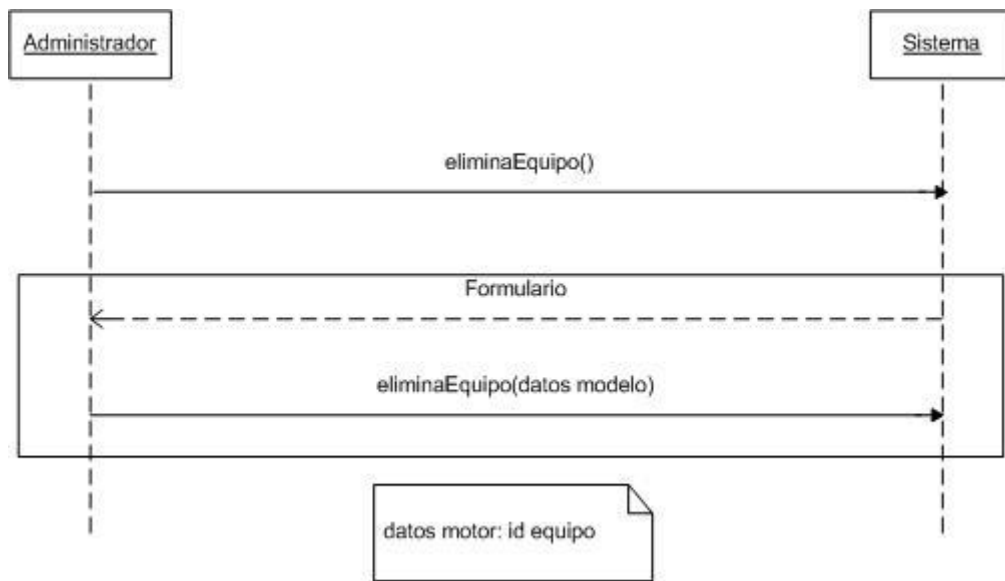 Administrador
Sistema
eliminaEquipo()
Formulario
eliminaEquipo(datos modelo)
datos motor: id equipo